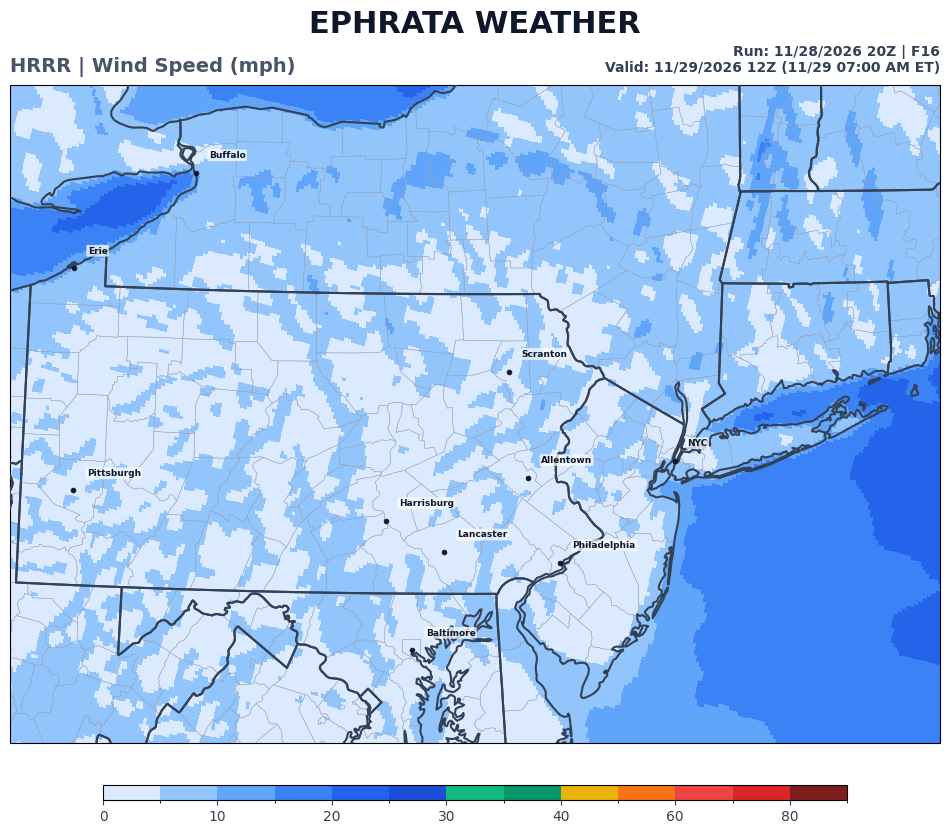 EPHRATA WEATHER
HRRR | Wind Speed (mph)
Run: 11/28/2026 20Z | F16
Valid: 11/29/2026 12Z (11/29 07:00 AM ET)
Buffalo
Erie
Scranton
NYC
Allentown
Pittsburgh
Harrisburg
Lancaster
Philadelphia
Baltimore
0 10 20 30 40 50 60 70 80